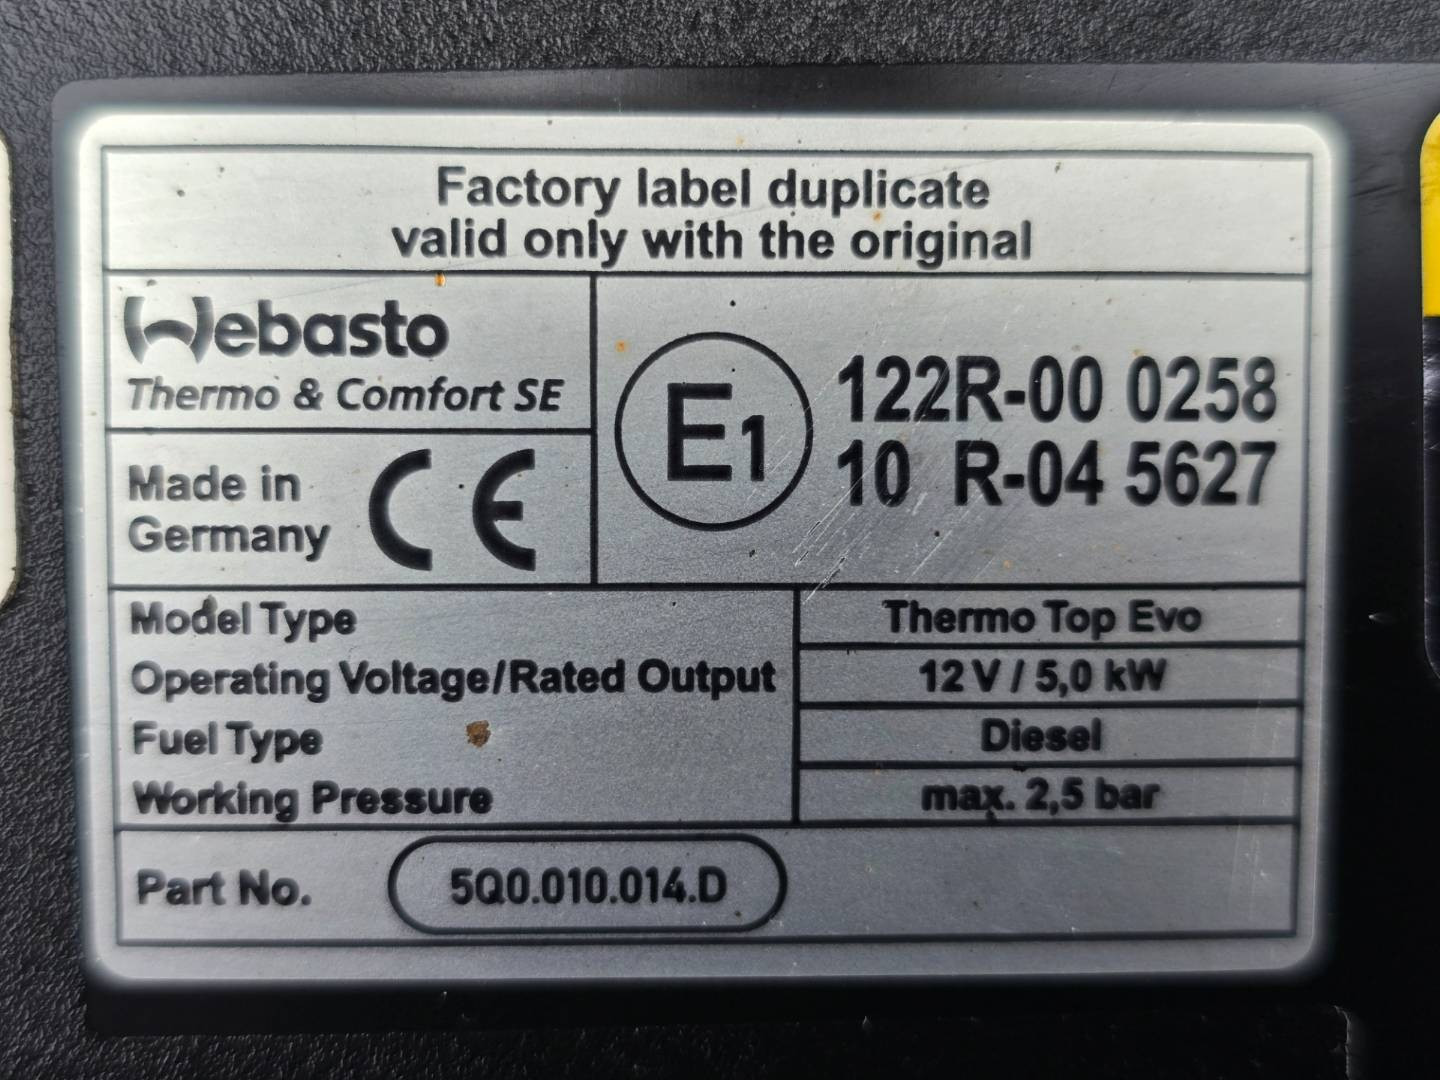 Factory label duplicate
valid only with the original
Webasto
Thermo & Comfort SE
Made in
Germany
CE
E1
122R-00 0258
10 R-04 5627
Model Type Thermo Top Evo
Operating Voltage/Rated Output 12 V / 5,0 kW
Fuel Type Diesel
Working Pressure max. 2,5 bar
Part No. 5Q0.010.014.D